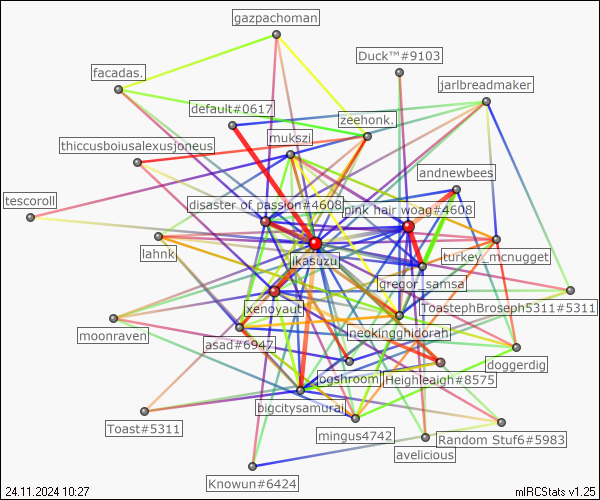 gazpachoman
Duck™#9103
facadas.
jarlbreadmaker
default#0617
zeehonk.
mukszi
thiccusboiusalexusjoneus
andnewbees
tescoroll
disaster of passion#4608
pink hair woag#4608
lahnk
jikasuzu
turkey_mcnugget
gregor_samsa
xenoyaut
ToastephBroseph5311#5311
moonraven
asad#6947
neokingghidorah
doggerdig
bgshroom
Heighleaigh#8575
bigcitysamurai
Toast#5311
mingus4742
Random Stuf6#5983
avelicious
Knowun#6424
24.11.2024 10:27
mIRCStats v1.25